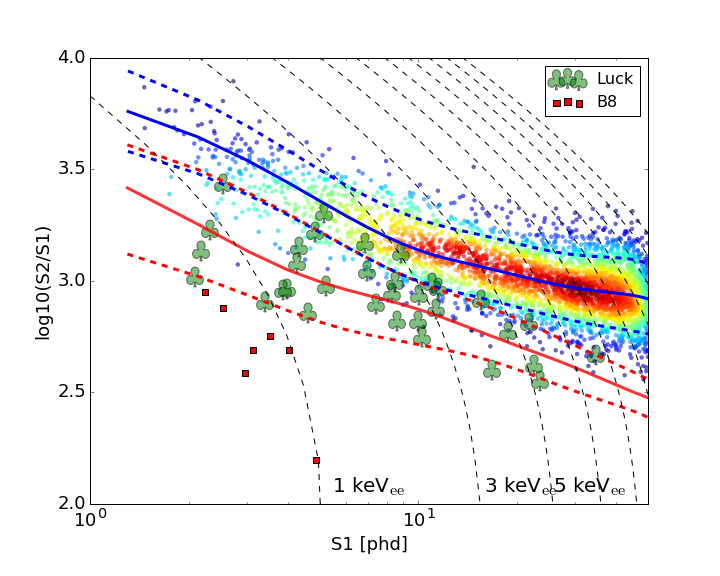 4.0
3.5
3.0
2.5
2.0
log10(S2/S1)
Luck
B8
1 keVee
3 keVee
5 keVee
10^0
10^1
S1 [phd]